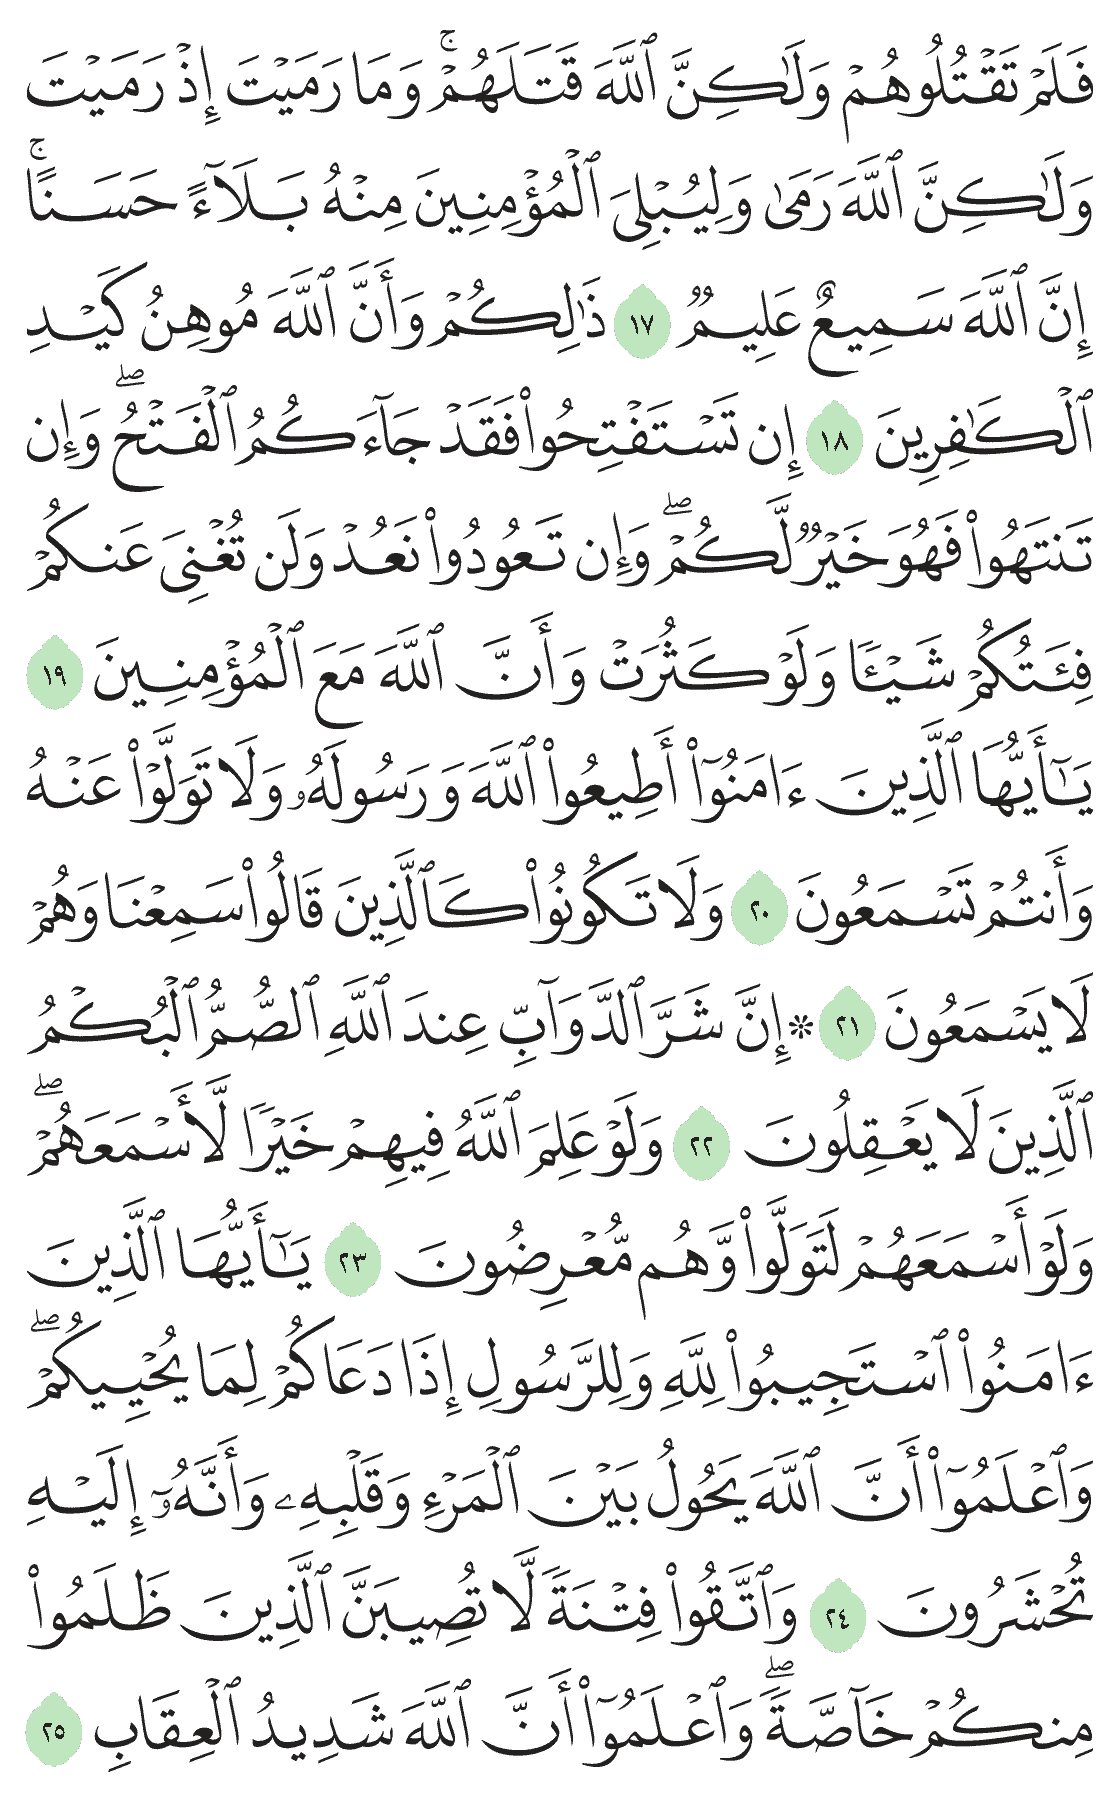 فَلَمْ تَقْتُلُوهُمْ وَلَٰكِنَّ ٱللَّهَ قَتَلَهُمْۚ وَمَا رَمَيْتَ إِذْ رَمَيْتَ
وَلَٰكِنَّ ٱللَّهَ رَمَىٰ وَلِيُبْلِىَ ٱلْمُؤْمِنِينَ مِنْهُ بَلَآءً حَسَنًاۚ
إِنَّ ٱللَّهَ سَمِيعٌ عَلِيمٌ ١٧ ذَٰلِكُمْ وَأَنَّ ٱللَّهَ مُوهِنُ كَيْدِ
ٱلْكَٰفِرِينَ ١٨ إِن تَسْتَفْتِحُوا۟ فَقَدْ جَآءَكُمُ ٱلْفَتْحُۖ وَإِن
تَنتَهُوا۟ فَهُوَ خَيْرٌ لَّكُمْۖ وَإِن تَعُودُوا۟ نَعُدْ وَلَن تُغْنِىَ عَنكُمْ
فِئَتُكُمْ شَيْـًٔا وَلَوْ كَثُرَتْ وَأَنَّ ٱللَّهَ مَعَ ٱلْمُؤْمِنِينَ ١٩
يَٰٓأَيُّهَا ٱلَّذِينَ ءَامَنُوٓا۟ أَطِيعُوا۟ ٱللَّهَ وَرَسُولَهُۥ وَلَا تَوَلَّوْا۟ عَنْهُ
وَأَنتُمْ تَسْمَعُونَ ٢٠ وَلَا تَكُونُوا۟ كَٱلَّذِينَ قَالُوا۟ سَمِعْنَا وَهُمْ
لَا يَسْمَعُونَ ٢١ ۞ إِنَّ شَرَّ ٱلدَّوَآبِّ عِندَ ٱللَّهِ ٱلصُّمُّ ٱلْبُكْمُ
ٱلَّذِينَ لَا يَعْقِلُونَ ٢٢ وَلَوْ عَلِمَ ٱللَّهُ فِيهِمْ خَيْرًا لَّأَسْمَعَهُمْۖ
وَلَوْ أَسْمَعَهُمْ لَتَوَلَّوا۟ وَّهُم مُّعْرِضُونَ ٢٣ يَٰٓأَيُّهَا ٱلَّذِينَ
ءَامَنُوا۟ ٱسْتَجِيبُوا۟ لِلَّهِ وَلِلرَّسُولِ إِذَا دَعَاكُمْ لِمَا يُحْيِيكُمْۖ
وَٱعْلَمُوٓا۟ أَنَّ ٱللَّهَ يَحُولُ بَيْنَ ٱلْمَرْءِ وَقَلْبِهِۦ وَأَنَّهُۥٓ إِلَيْهِ
تُحْشَرُونَ ٢٤ وَٱتَّقُوا۟ فِتْنَةً لَّا تُصِيبَنَّ ٱلَّذِينَ ظَلَمُوا۟
مِنكُمْ خَآصَّةًۖ وَٱعْلَمُوٓا۟ أَنَّ ٱللَّهَ شَدِيدُ ٱلْعِقَابِ ٢٥